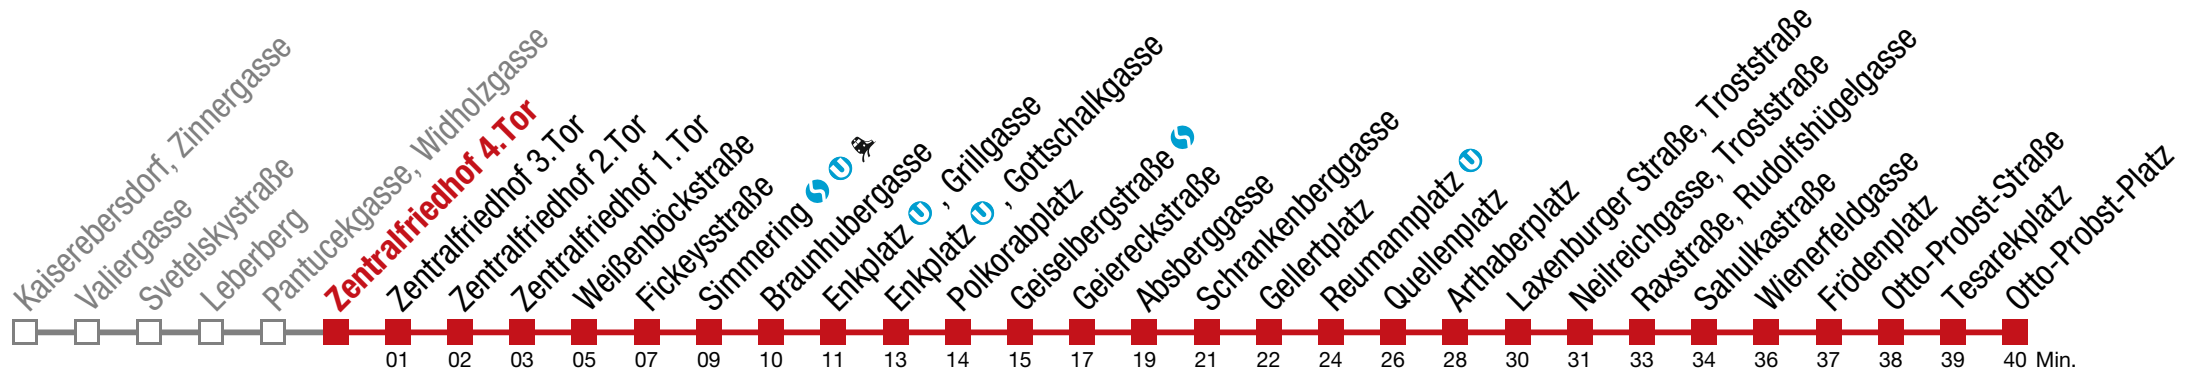 Kaiserebersdorf, Zinnergasse
Valiergasse
Svetelskystraße
Leberberg
Pantucekgasse, Widholzgasse
Zentralfriedhof 4.Tor
Zentralfriedhof 3.Tor
Zentralfriedhof 2.Tor
Zentralfriedhof 1.Tor
Weißenböckstraße
Fickeysstraße
Simmering S U
Braunhubergasse
Enkplatz U , Grillgasse
Enkplatz U , Gottschalkgasse
Polkorabplatz
Geiselbergstraße S
Geiereckstraße
Absberggasse
Schrankenberggasse
Gellertplatz
Reumannplatz U
Quellenplatz
Arthaberplatz
Laxenburger Straße, Troststraße
Neilreichgasse, Troststraße
Raxstraße, Rudolfshügelgasse
Sahulkastraße
Wienerfeldgasse
Frödenplatz
Otto-Probst-Straße
Tesarekplatz
Otto-Probst-Platz
01 02 03 05 07 09 10 11 13 14 15 17 19 21 22 24 26 28 30 31 33 34 36 37 38 39 40 Min.